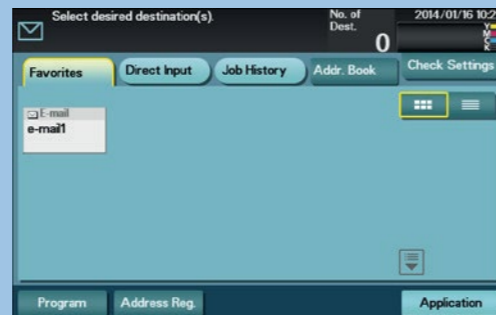 Select desired destination(s).
No. of
Dest.
0
2014/01/16 10:2
Y
M
C
K
Favorites
Direct Input
Job History
Addr. Book
Check Settings
E-mail
e-mail1
Program
Address Reg.
Application